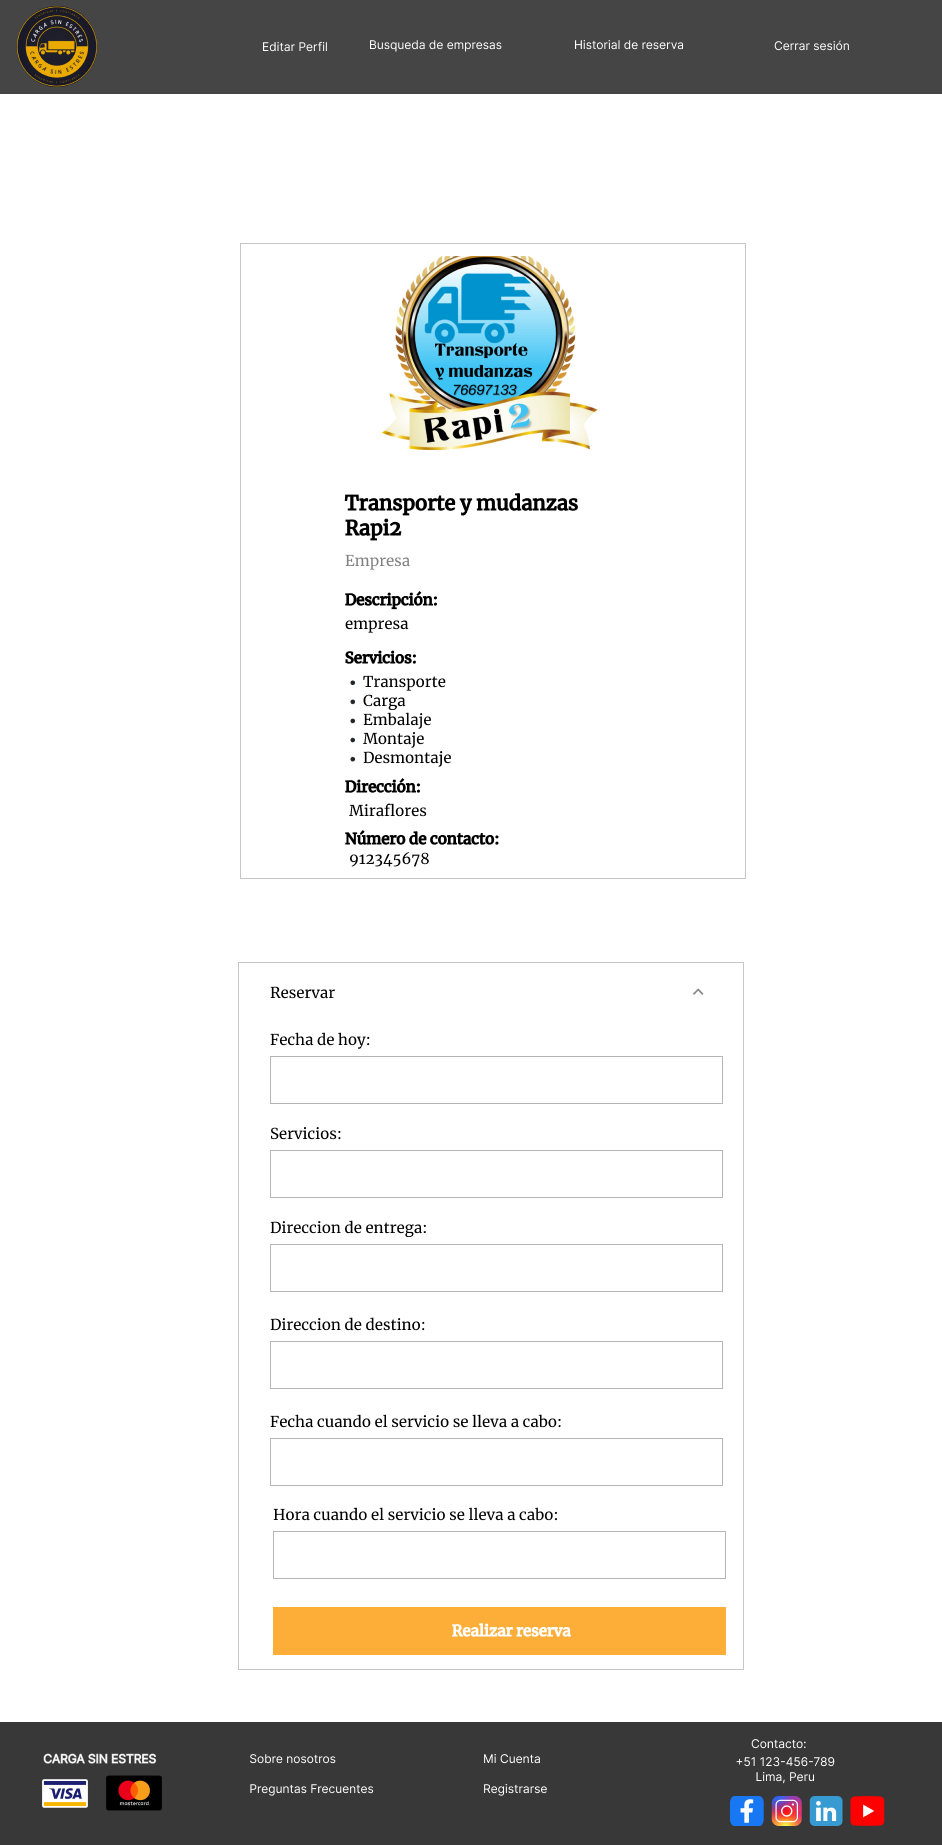 CARGA SIN ESTRES
CARGA SIN ESTRES
Editar Perfil
Busqueda de empresas
Historial de reserva
Cerrar sesión
Transporte
y mudanzas
76697133
Rapi 2
Transporte y mudanzas
Rapi2
Empresa
Descripción:
empresa
Servicios:
• Transporte
• Carga
• Embalaje
• Montaje
• Desmontaje
Dirección:
Miraflores
Número de contacto:
912345678
Reservar
Fecha de hoy:
Servicios:
Direccion de entrega:
Direccion de destino:
Fecha cuando el servicio se lleva a cabo:
Hora cuando el servicio se lleva a cabo:
Realizar reserva
CARGA SIN ESTRES
VISA
mastercard
Sobre nosotros
Preguntas Frecuentes
Mi Cuenta
Registrarse
Contacto:
+51 123-456-789
Lima, Peru
in